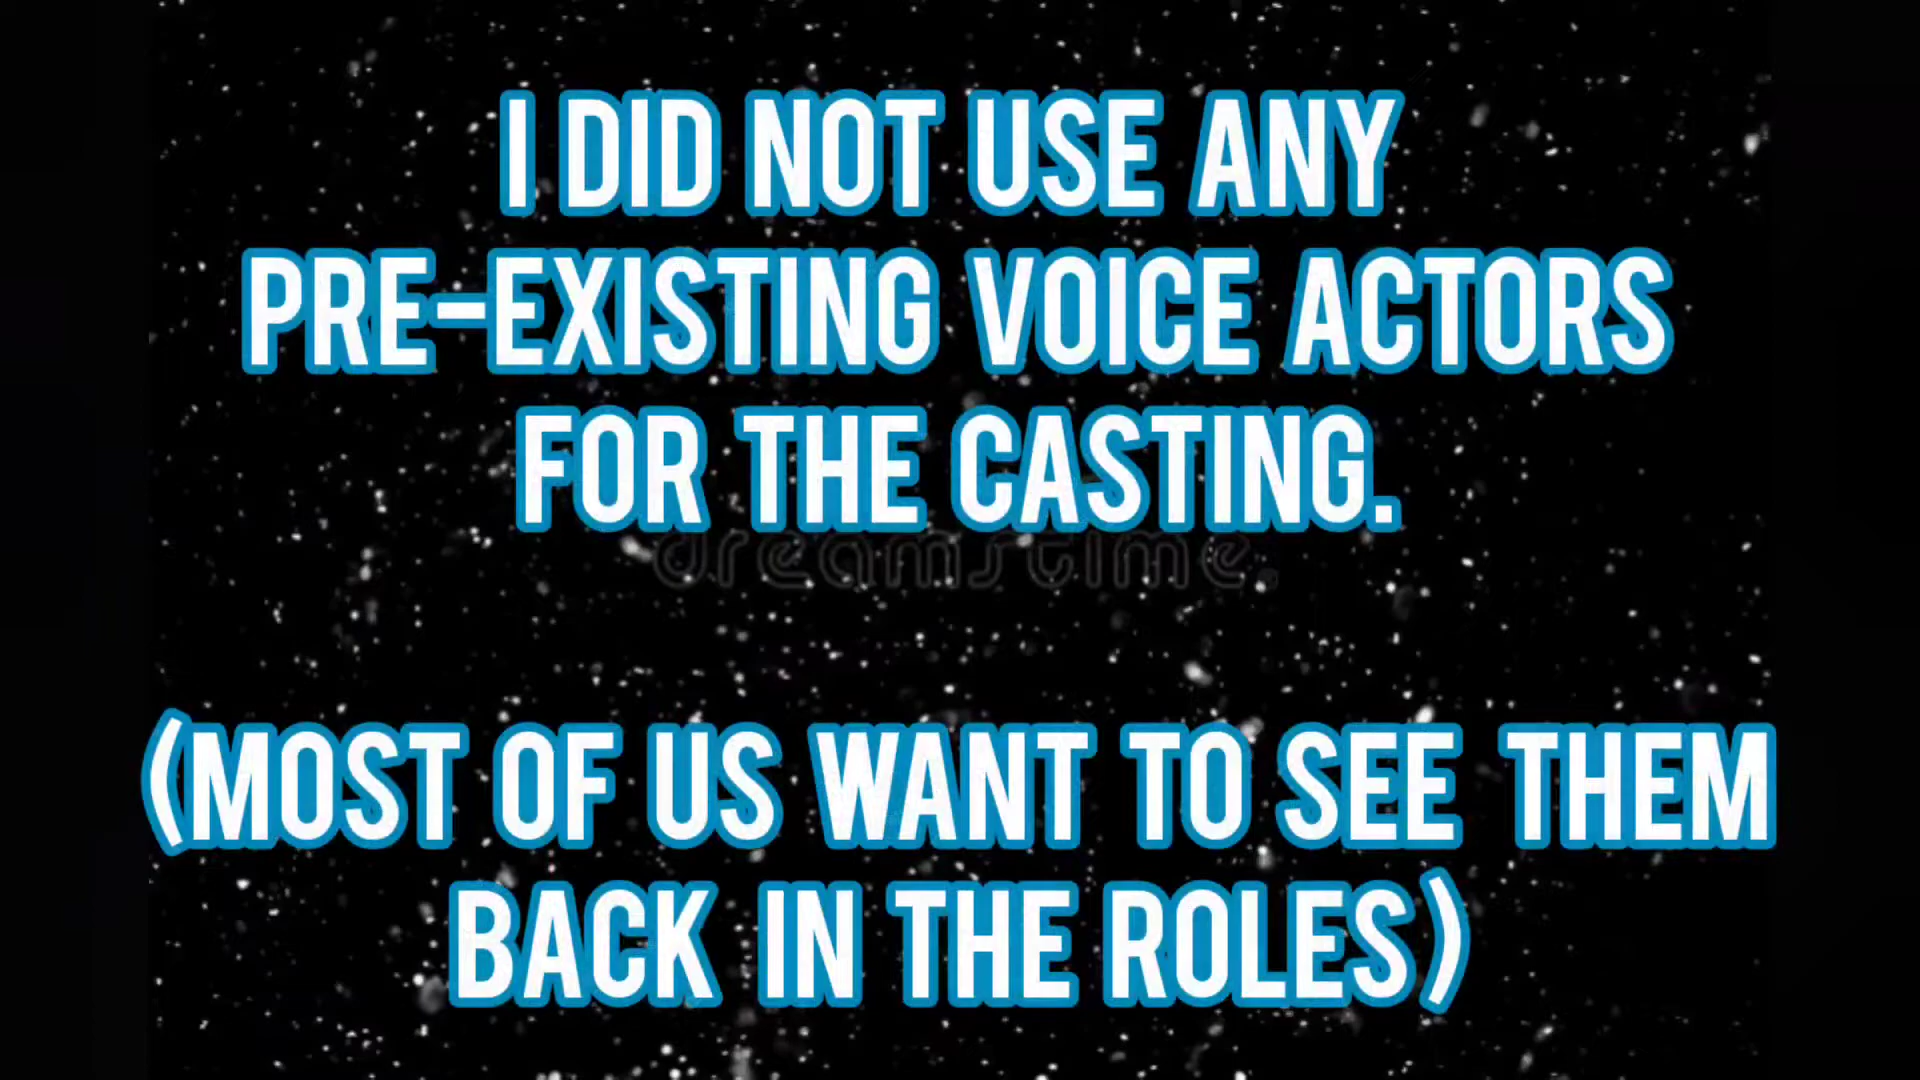 I DID NOT USE ANY
PRE-EXISTING VOICE ACTORS
FOR THE CASTING.
dreamstime.
(MOST OF US WANT TO SEE THEM
BACK IN THE ROLES)